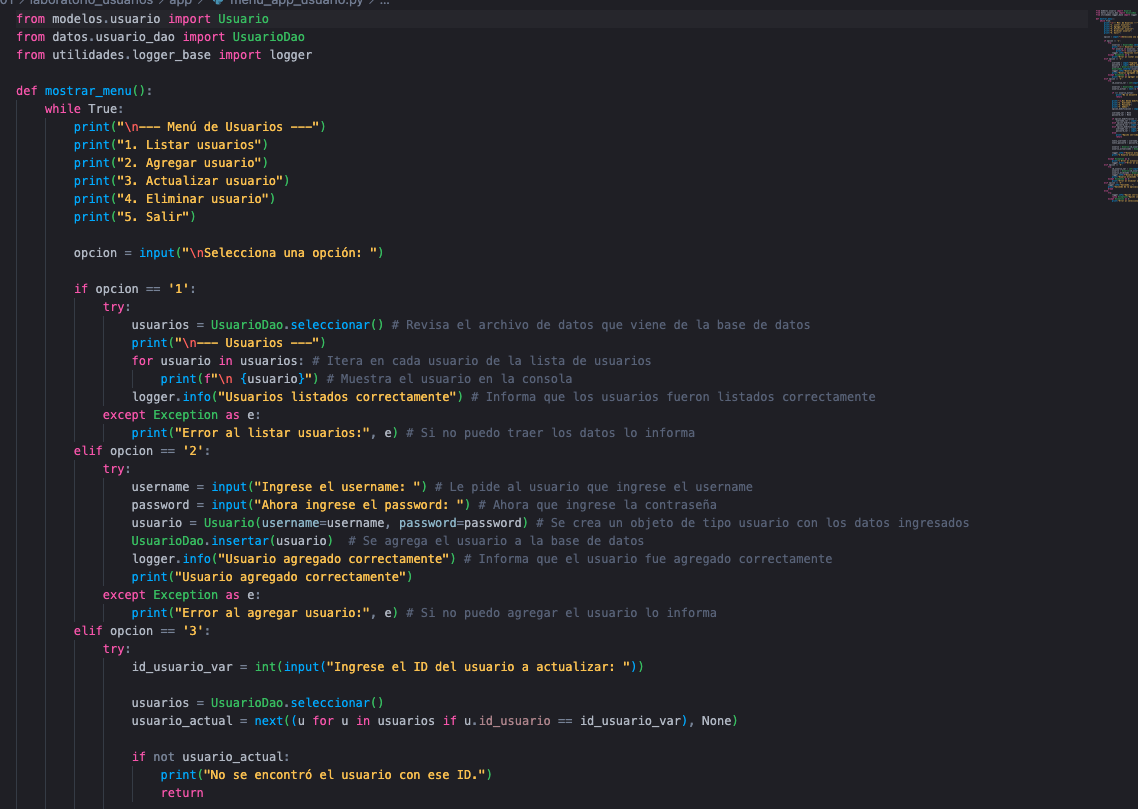 laboratorio_usuarios > app > menu_app_usuario.py > ...
from modelos.usuario import Usuario
from datos.usuario_dao import UsuarioDao
from utilidades.logger_base import logger
def mostrar_menu():
while True:
print("\n--- Menú de Usuarios ---")
print("1. Listar usuarios")
print("2. Agregar usuario")
print("3. Actualizar usuario")
print("4. Eliminar usuario")
print("5. Salir")
opcion = input("\nSelecciona una opción: ")
if opcion == '1':
try:
usuarios = UsuarioDao.seleccionar() # Revisa el archivo de datos que viene de la base de datos
print("\n--- Usuarios ---")
for usuario in usuarios: # Itera en cada usuario de la lista de usuarios
print(f"\n {usuario}") # Muestra el usuario en la consola
logger.info("Usuarios listados correctamente") # Informa que los usuarios fueron listados correctamente
except Exception as e:
print("Error al listar usuarios:", e) # Si no puedo traer los datos lo informa
elif opcion == '2':
try:
username = input("Ingrese el username: ") # Le pide al usuario que ingrese el username
password = input("Ahora ingrese el password: ") # Ahora que ingrese la contraseña
usuario = Usuario(username=username, password=password) # Se crea un objeto de tipo usuario con los datos ingresados
UsuarioDao.insertar(usuario)  # Se agrega el usuario a la base de datos
logger.info("Usuario agregado correctamente") # Informa que el usuario fue agregado correctamente
print("Usuario agregado correctamente")
except Exception as e:
print("Error al agregar usuario:", e) # Si no puedo agregar el usuario lo informa
elif opcion == '3':
try:
id_usuario_var = int(input("Ingrese el ID del usuario a actualizar: "))
usuarios = UsuarioDao.seleccionar()
usuario_actual = next((u for u in usuarios if u.id_usuario == id_usuario_var), None)
if not usuario_actual:
print("No se encontró el usuario con ese ID.")
return